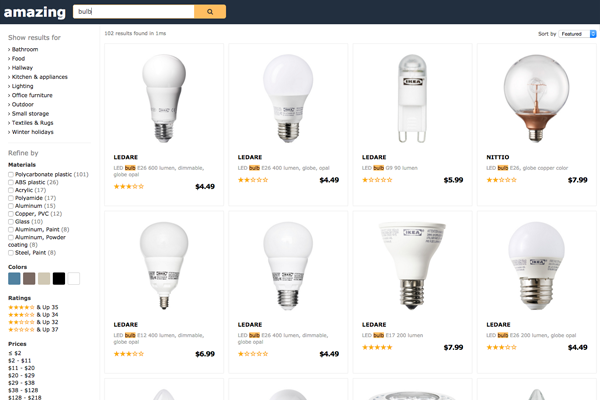 amazing
bulb
102 results found in 1ms
Sort by Featured
Show results for
› Bathroom
› Food
› Hallway
› Kitchen & appliances
› Lighting
› Office furniture
› Outdoor
› Small storage
› Textiles & Rugs
› Winter holidays
Refine by
Materials
Polycarbonate plastic (101)
ABS plastic (26)
Acrylic (17)
Polyamide (17)
Aluminum (15)
Copper, PVC (12)
Glass (10)
Aluminum, Paint (8)
Aluminum, Powder
coating (8)
Steel, Paint (8)
Colors
Ratings
★★★★☆ & Up 35
★★★☆☆ & Up 34
★★☆☆☆ & Up 32
★☆☆☆☆ & Up 37
Prices
≤ $2
$2 - $11
$11 - $20
$20 - $29
$29 - $38
$38 - $128
$128 - $218
LEDARE
LED bulb E26 600 lumen, dimmable,
globe opal
$4.49
LEDARE
LED bulb E26 400 lumen, globe, opal
$4.49
IKEA
LEDARE
LED bulb G9 90 lumen
$5.99
NITTIO
LED bulb E26, globe copper color
$7.99
LEDARE
LED bulb E12 400 lumen, dimmable,
globe opal
$6.99
LEDARE
LED bulb E26 400 lumen, dimmable,
globe opal
$4.49
IKEA
LEDARE
LED bulb E17 200 lumen
$7.99
IKEA
LEDARE
LED bulb E26 200 lumen, globe opal
$4.49